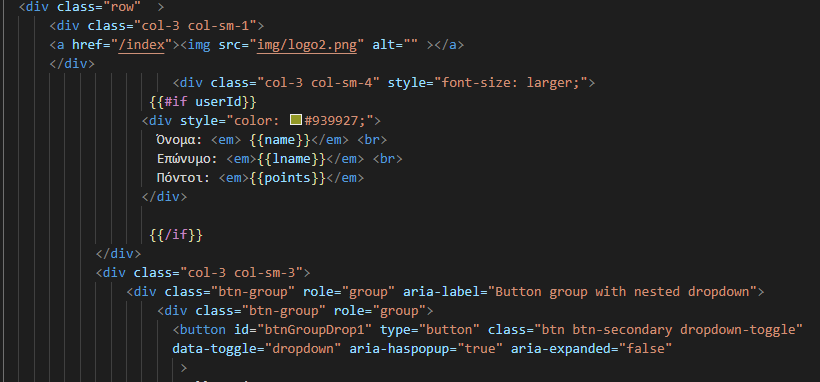 <div class="row"  >
<div class="col-3 col-sm-1">
<a href="/index"><img src="img/logo2.png" alt="" ></a>
</div>
<div class="col-3 col-sm-4" style="font-size: larger;">
{{#if userId}}
<div style="color: #939927;">
Όνομα: <em> {{name}}</em> <br>
Επώνυμο: <em>{{lname}}</em> <br>
Πόντοι: <em>{{points}}</em>
</div>
{{/if}}
</div>
<div class="col-3 col-sm-3">
<div class="btn-group" role="group" aria-label="Button group with nested dropdown">
<div class="btn-group" role="group">
<button id="btnGroupDrop1" type="button" class="btn btn-secondary dropdown-toggle"
data-toggle="dropdown" aria-haspopup="true" aria-expanded="false"
>